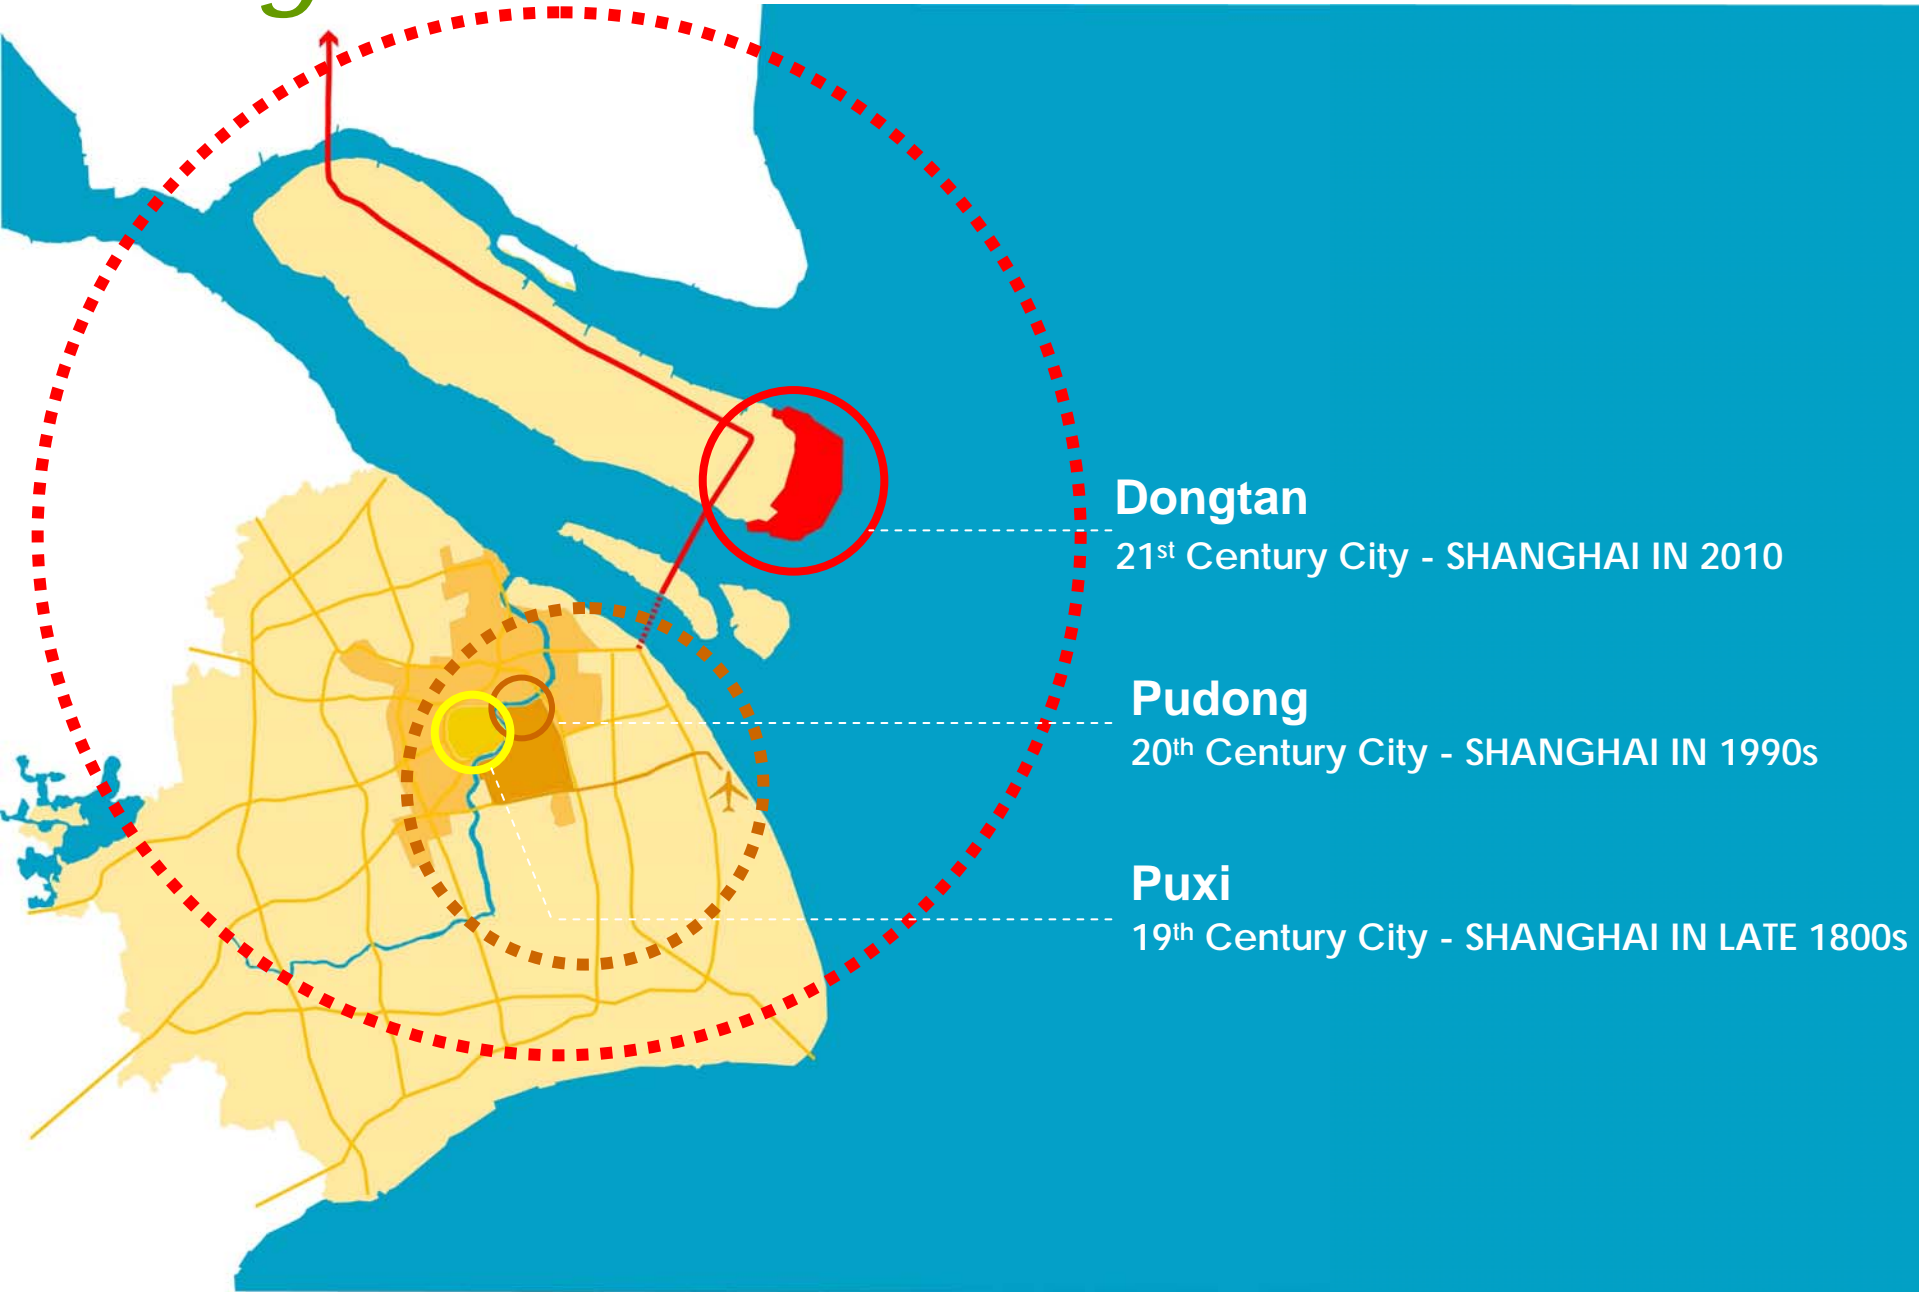 Dongtan
21st Century City - SHANGHAI IN 2010
Pudong
20th Century City - SHANGHAI IN 1990s
Puxi
19th Century City - SHANGHAI IN LATE 1800s